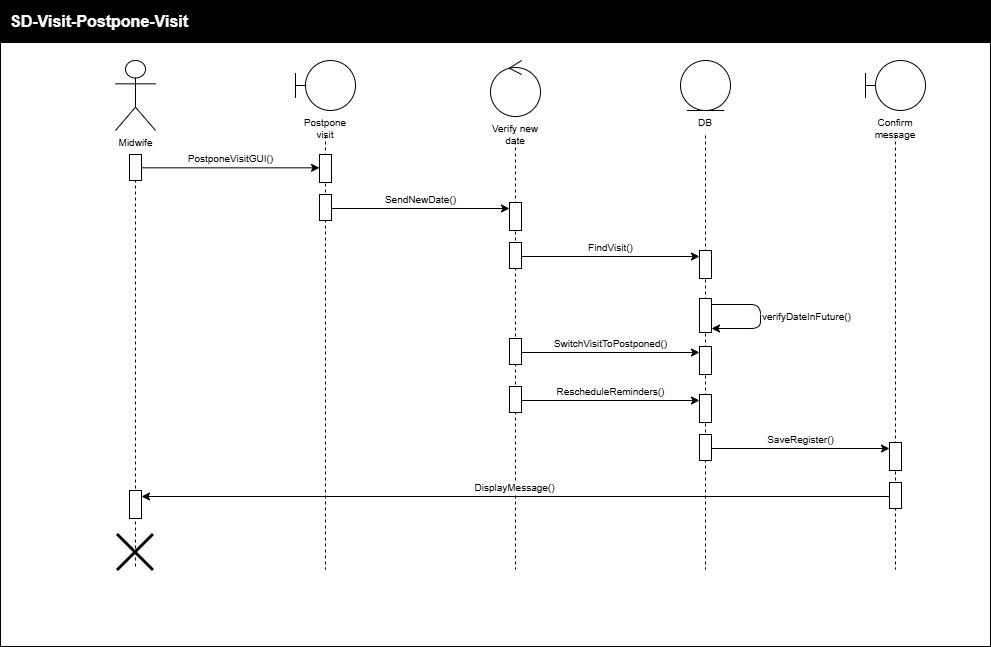 SD-Visit-Postpone-Visit
Midwife
Postpone
visit
Verify new
date
DB
Confirm
message
PostponeVisitGUI()
SendNewDate()
FindVisit()
verifyDateInFuture()
SwitchVisitToPostponed()
RescheduleReminders()
SaveRegister()
DisplayMessage()